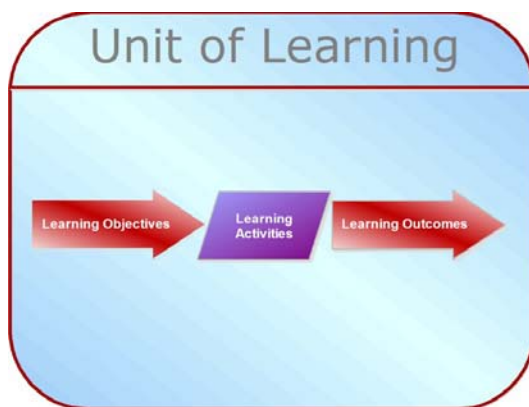 Unit of Learning
Learning Objectives
Learning
Activities
Learning Outcomes